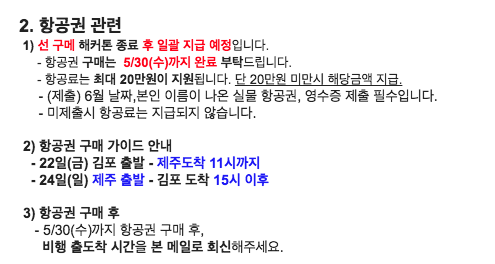 2. 항공권 관련
1) 선 구메 해커톤 종료 후 일괄 지급 예정입니다.
- 항공권 구매는 5/30(수)까지 완료 부탁드립니다.
- 항공료는 최대 20만원이 지원됩니다. 단 20만원 미만시 해당금액 지급.
- (제출) 6월 날짜,본인 이름이 나온 실물 항공권, 영수증 제출 필수입니다.
- 미제출시 항공료는 지급되지 않습니다.
2) 항공권 구매 가이드 안내
- 22일(금) 김포 출발 - 제주도착 11시까지
- 24일(일) 제주 출발 - 김포 도착 15시 이후
3) 항공권 구매 후
- 5/30(수)까지 항공권 구매 후,
비행 출도착 시간을 본 메일로 회신해주세요.